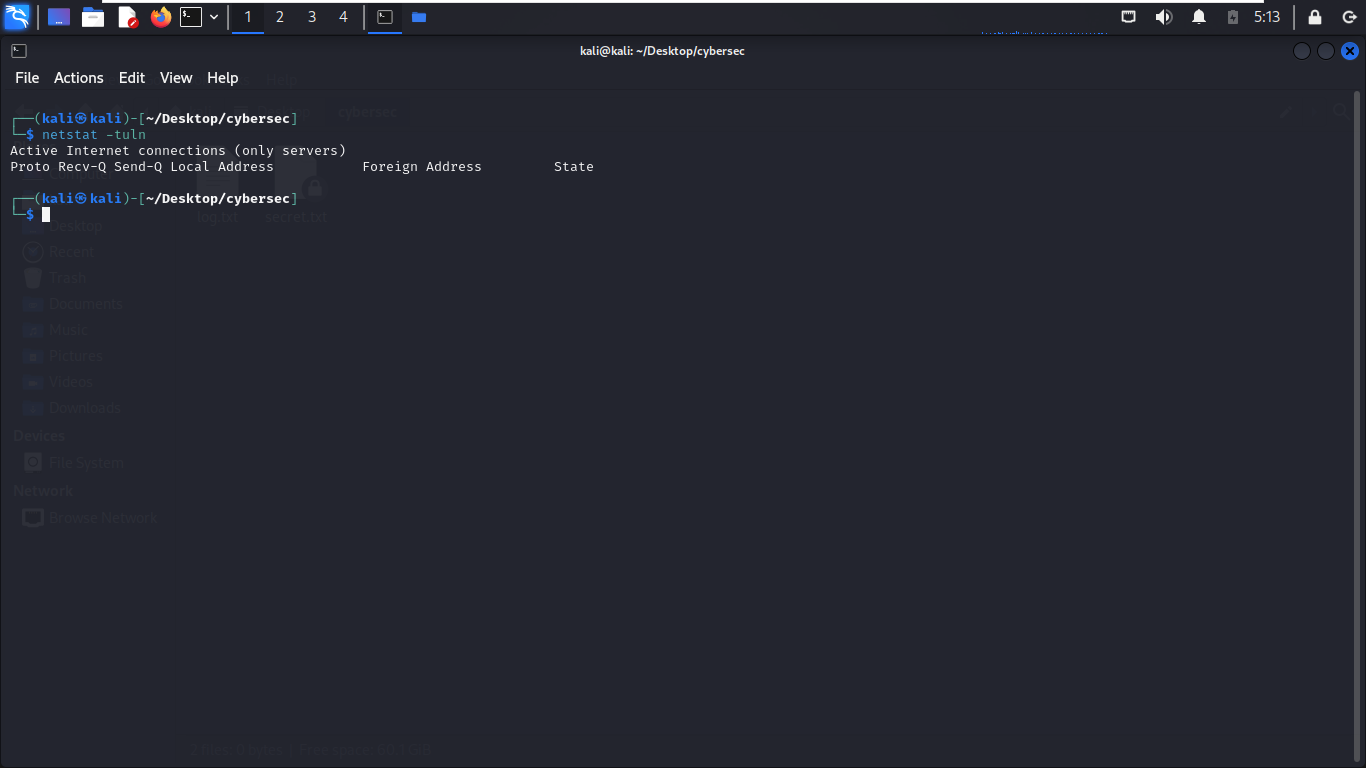 1 2 3 4 5:13
kali@kali: ~/Desktop/cybersec
File Actions Edit View Help
Help
Desktop cybersec
┌──(kali㉿kali)-[~/Desktop/cybersec]
└─$ netstat -tuln
Active Internet connections (only servers)
Proto Recv-Q Send-Q Local Address Foreign Address State
┌──(kali㉿kali)-[~/Desktop/cybersec]
└─$
log.txt secret.txt
Desktop
Recent
Trash
Documents
Music
Pictures
Videos
Downloads
Devices
File System
Network
Browse Network
2 files: 0 bytes | Free space: